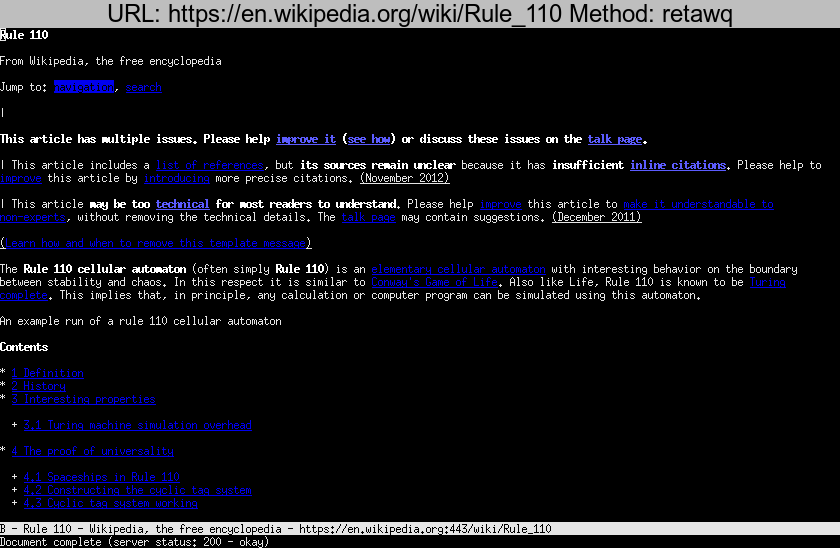 URL: https://en.wikipedia.org/wiki/Rule_110 Method: retawq
Rule 110
From Wikipedia, the free encyclopedia
Jump to: navigation, search
|
This article has multiple issues. Please help improve it (see how) or discuss these issues on the talk page.
| This article includes a list of references, but its sources remain unclear because it has insufficient inline citations. Please help to
improve this article by introducing more precise citations. (November 2012)
| This article may be too technical for most readers to understand. Please help improve this article to make it understandable to
non-experts, without removing the technical details. The talk page may contain suggestions. (December 2011)
(Learn how and when to remove this template message)
The Rule 110 cellular automaton (often simply Rule 110) is an elementary cellular automaton with interesting behavior on the boundary
between stability and chaos. In this respect it is similar to Conway's Game of Life. Also like Life, Rule 110 is known to be Turing
complete. This implies that, in principle, any calculation or computer program can be simulated using this automaton.
An example run of a rule 110 cellular automaton
Contents
* 1 Definition
* 2 History
* 3 Interesting properties
+ 3.1 Turing machine simulation overhead
* 4 The proof of universality
+ 4.1 Spaceships in Rule 110
+ 4.2 Constructing the cyclic tag system
+ 4.3 Cyclic tag system working
B - Rule 110 - Wikipedia, the free encyclopedia - https://en.wikipedia.org:443/wiki/Rule_110
Document complete (server status: 200 - okay)